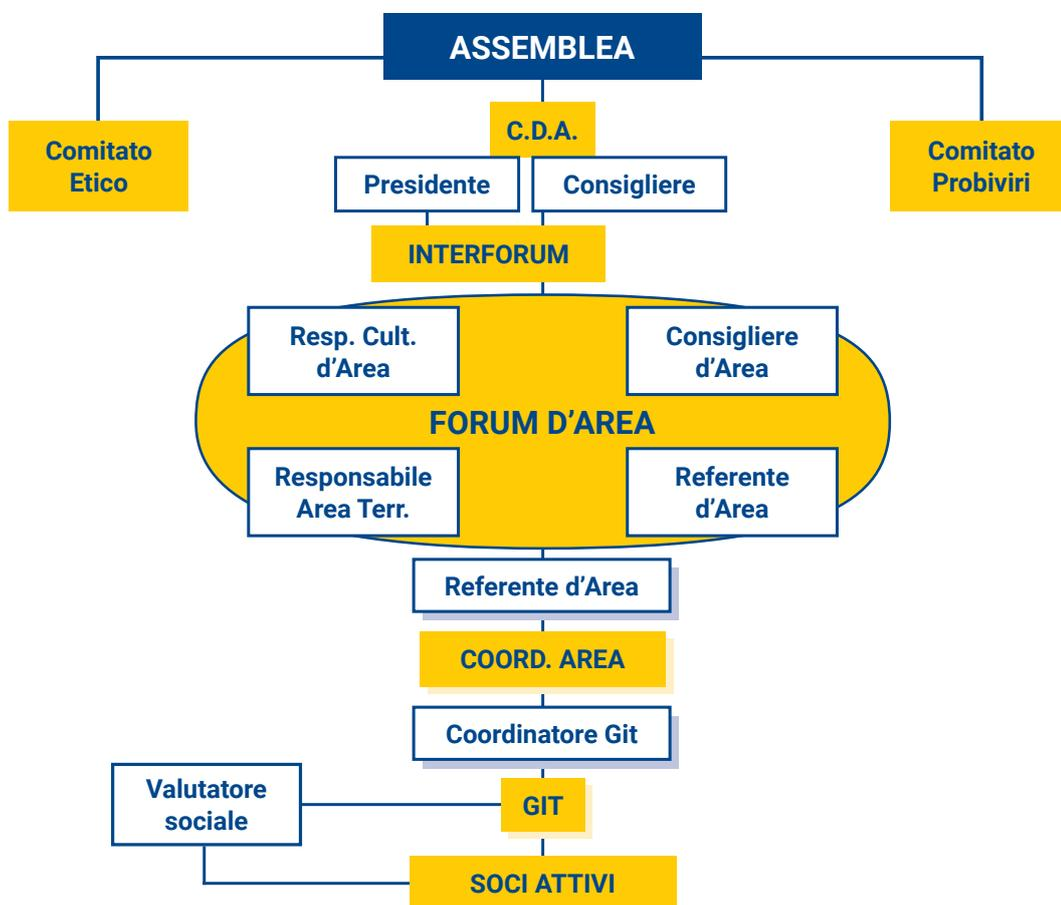 ASSEMBLEA
C.D.A.
Comitato
Etico
Comitato
Probiviri
Presidente
Consigliere
INTERFORUM
Resp. Cult.
d’Area
Consigliere
d’Area
FORUM D’AREA
Responsabile
Area Terr.
Referente
d’Area
Referente d’Area
COORD. AREA
Coordinatore Git
Valutatore
sociale
GIT
SOCI ATTIVI